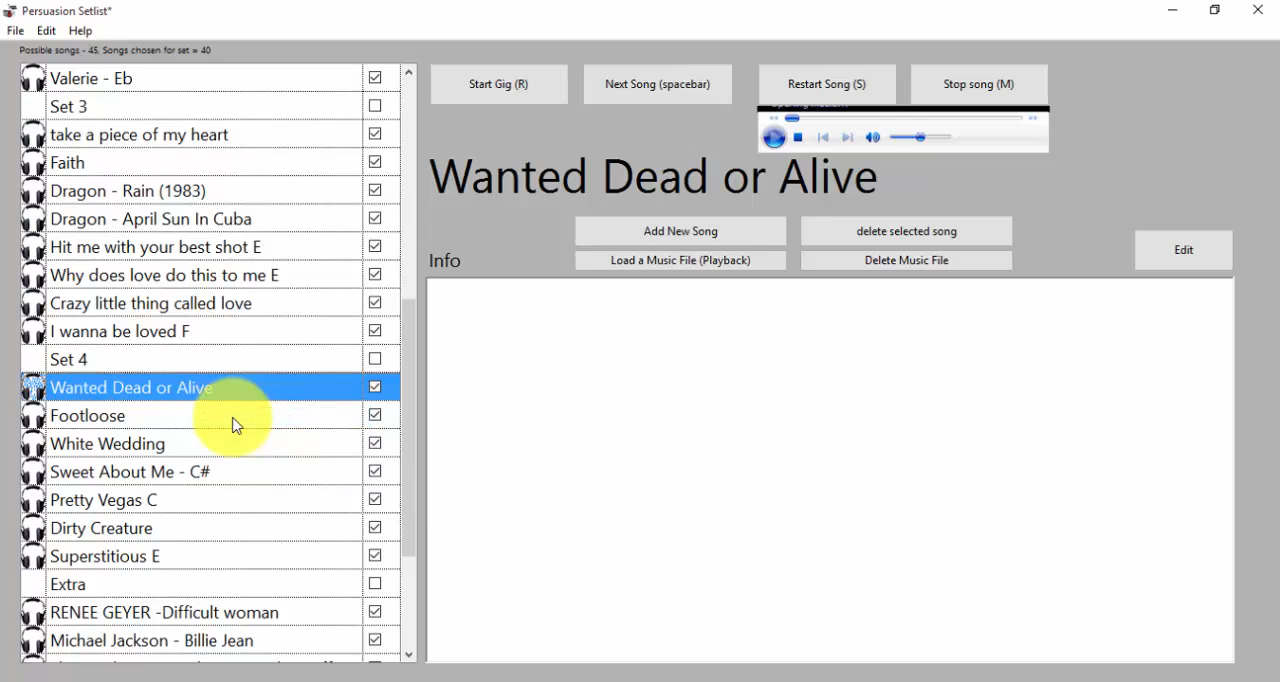 Persuasion Setlist*
File Edit Help
Possible songs - 45, Songs chosen for set = 40
Valerie - Eb
Set 3
take a piece of my heart
Faith
Dragon - Rain (1983)
Dragon - April Sun In Cuba
Hit me with your best shot E
Why does love do this to me E
Crazy little thing called love
I wanna be loved F
Set 4
Wanted Dead or Alive
Footloose
White Wedding
Sweet About Me - C#
Pretty Vegas C
Dirty Creature
Superstitious E
Extra
RENEE GEYER -Difficult woman
Michael Jackson - Billie Jean
Start Gig (R)
Next Song (spacebar)
Restart Song (S)
Stop song (M)
Wanted Dead or Alive
Add New Song
delete selected song
Info
Load a Music File (Playback)
Delete Music File
Edit